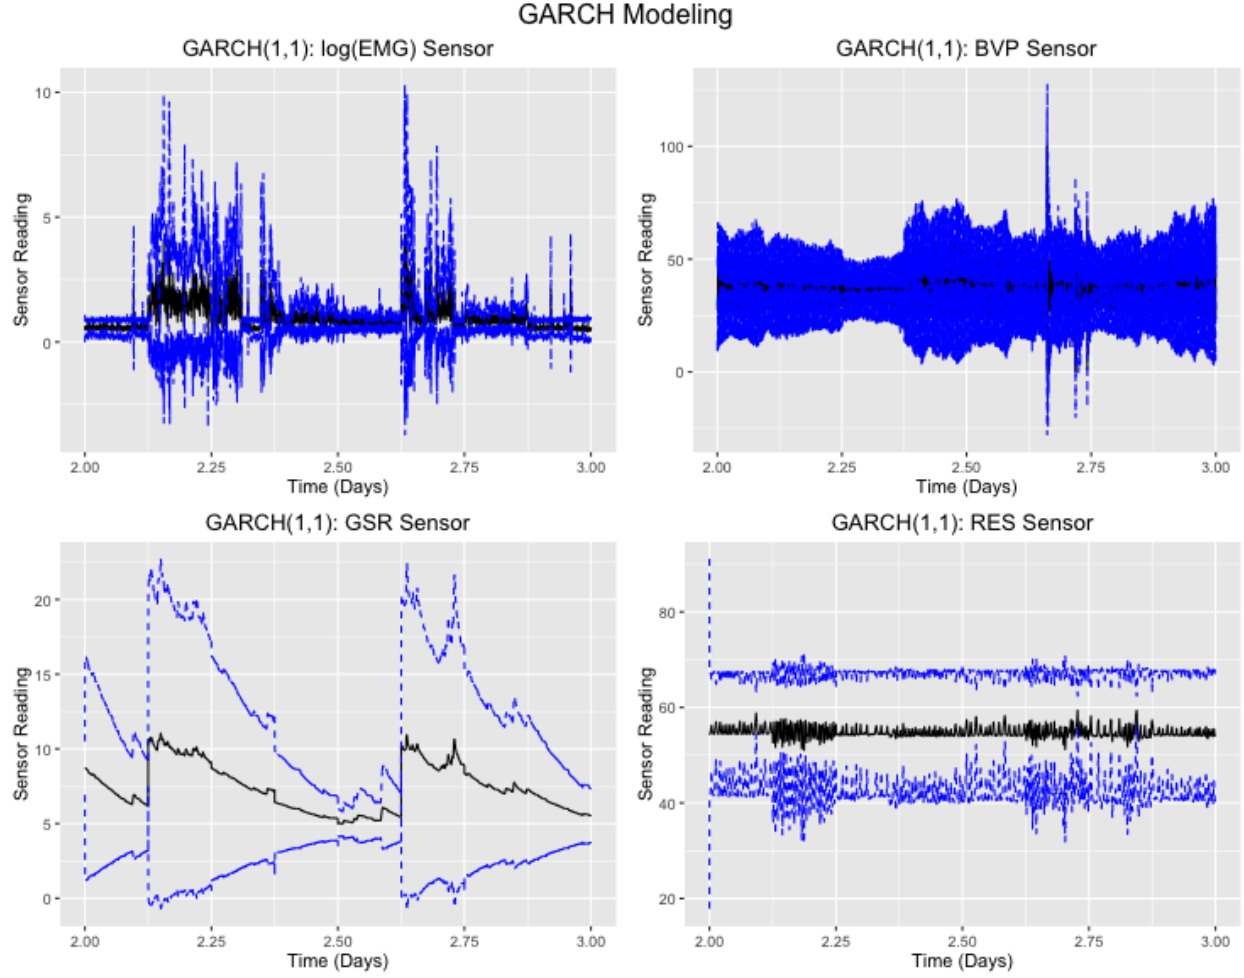 GARCH Modeling
GARCH(1,1): log(EMG) Sensor
10
5
0
Sensor Reading
2.00 2.25 2.50 2.75 3.00
Time (Days)
GARCH(1,1): BVP Sensor
100
50
0
Sensor Reading
2.00 2.25 2.50 2.75 3.00
Time (Days)
GARCH(1,1): GSR Sensor
20
15
10
5
0
Sensor Reading
2.00 2.25 2.50 2.75 3.00
Time (Days)
GARCH(1,1): RES Sensor
80
60
40
20
Sensor Reading
2.00 2.25 2.50 2.75 3.00
Time (Days)